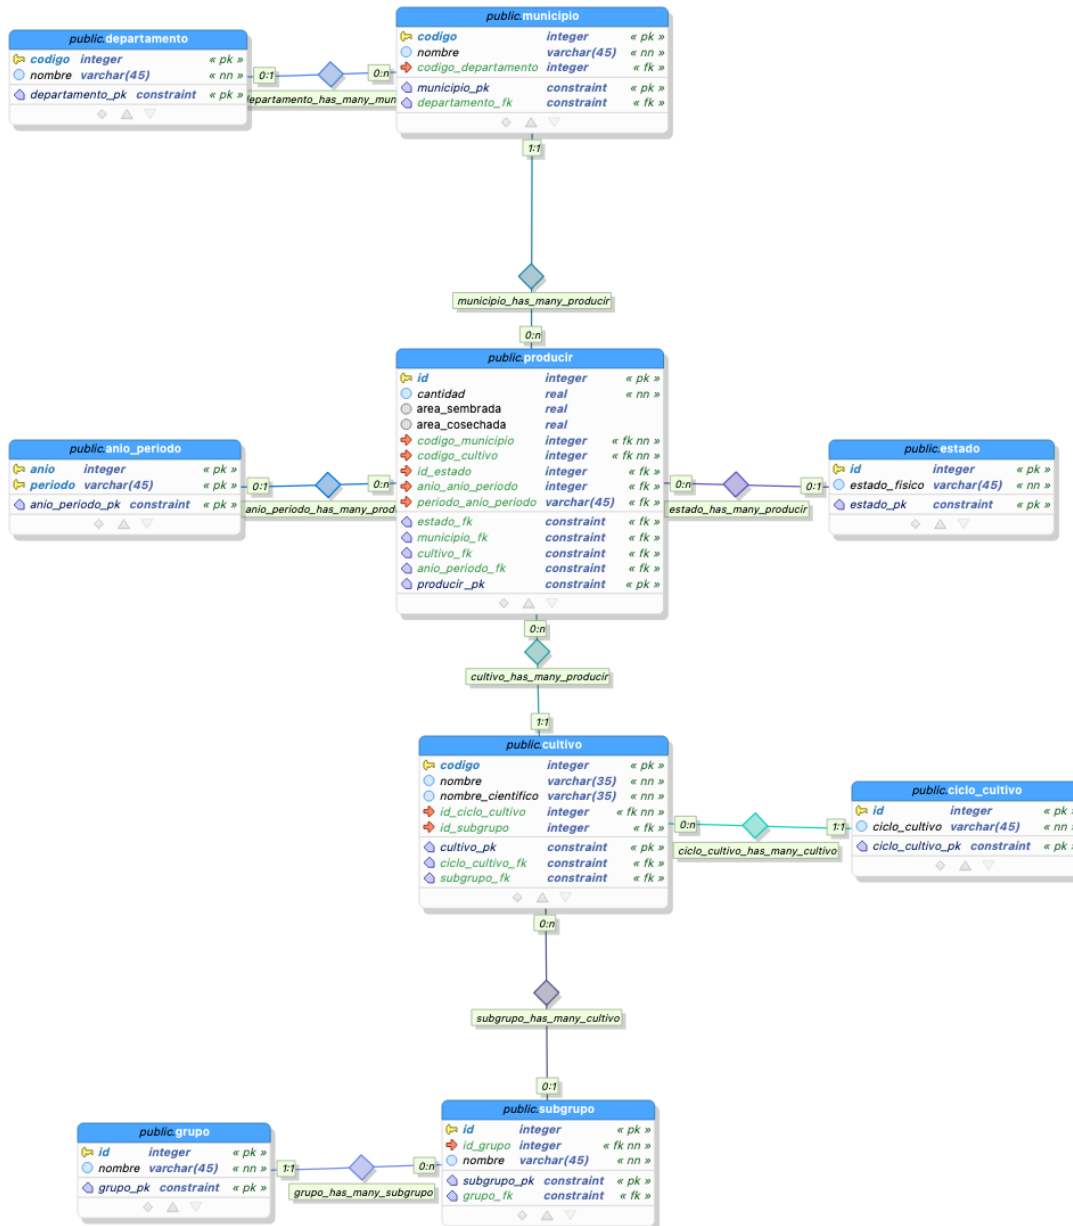 public.departamento
codigo integer « pk »
nombre varchar(45) « nn »
departamento_pk constraint « pk »
0:1
0:n
departamento_has_many_mun
public.municipio
codigo integer « pk »
nombre varchar(45) « nn »
codigo_departamento integer « fk »
municipio_pk constraint « pk »
departamento_fk constraint « fk »
1:1
municipio_has_many_producir
0:n
public.producir
id integer « pk »
cantidad real « nn »
area_sembrada real
area_cosechada real
codigo_municipio integer « fk nn »
codigo_cultivo integer « fk nn »
id_estado integer « fk »
anio_anio_periodo integer « fk »
periodo_anio_periodo varchar(45) « fk »
estado_fk constraint « fk »
municipio_fk constraint « fk »
cultivo_fk constraint « fk »
anio_periodo_fk constraint « fk »
producir_pk constraint « pk »
public.anio_periodo
anio integer « pk »
periodo varchar(45) « pk »
anio_periodo_pk constraint « pk »
0:1
0:n
anio_periodo_has_many_prod
0:n
0:1
estado_has_many_producir
public.estado
id integer « pk »
estado_fisico varchar(45) « nn »
estado_pk constraint « pk »
0:n
cultivo_has_many_producir
1:1
public.cultivo
codigo integer « pk »
nombre varchar(35) « nn »
nombre_cientifico varchar(35) « nn »
id_ciclo_cultivo integer « fk nn »
id_subgrupo integer « fk »
cultivo_pk constraint « pk »
ciclo_cultivo_fk constraint « fk »
subgrupo_fk constraint « fk »
0:n
1:1
ciclo_cultivo_has_many_cultivo
public.ciclo_cultivo
id integer « pk »
ciclo_cultivo varchar(45) « nn »
ciclo_cultivo_pk constraint « pk »
0:n
subgrupo_has_many_cultivo
0:1
public.subgrupo
id integer « pk »
id_grupo integer « fk nn »
nombre varchar(45) « nn »
subgrupo_pk constraint « pk »
grupo_fk constraint « fk »
public.grupo
id integer « pk »
nombre varchar(45) « nn »
grupo_pk constraint « pk »
1:1
0:n
grupo_has_many_subgrupo